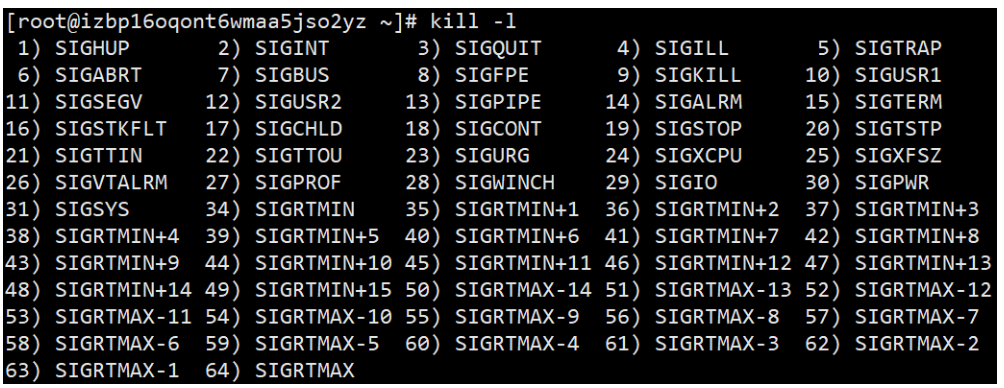 [root@izbp16oqont6wmaa5jso2yz ~]# kill -l
 1) SIGHUP       2) SIGINT       3) SIGQUIT      4) SIGILL       5) SIGTRAP
 6) SIGABRT      7) SIGBUS       8) SIGFPE       9) SIGKILL     10) SIGUSR1
11) SIGSEGV     12) SIGUSR2     13) SIGPIPE     14) SIGALRM     15) SIGTERM
16) SIGSTKFLT   17) SIGCHLD     18) SIGCONT     19) SIGSTOP     20) SIGTSTP
21) SIGTTIN     22) SIGTTOU     23) SIGURG      24) SIGXCPU     25) SIGXFSZ
26) SIGVTALRM   27) SIGPROF     28) SIGWINCH    29) SIGIO       30) SIGPWR
31) SIGSYS      34) SIGRTMIN    35) SIGRTMIN+1  36) SIGRTMIN+2  37) SIGRTMIN+3
38) SIGRTMIN+4  39) SIGRTMIN+5  40) SIGRTMIN+6  41) SIGRTMIN+7  42) SIGRTMIN+8
43) SIGRTMIN+9  44) SIGRTMIN+10 45) SIGRTMIN+11 46) SIGRTMIN+12 47) SIGRTMIN+13
48) SIGRTMIN+14 49) SIGRTMIN+15 50) SIGRTMAX-14 51) SIGRTMAX-13 52) SIGRTMAX-12
53) SIGRTMAX-11 54) SIGRTMAX-10 55) SIGRTMAX-9  56) SIGRTMAX-8  57) SIGRTMAX-7
58) SIGRTMAX-6  59) SIGRTMAX-5  60) SIGRTMAX-4  61) SIGRTMAX-3  62) SIGRTMAX-2
63) SIGRTMAX-1  64) SIGRTMAX